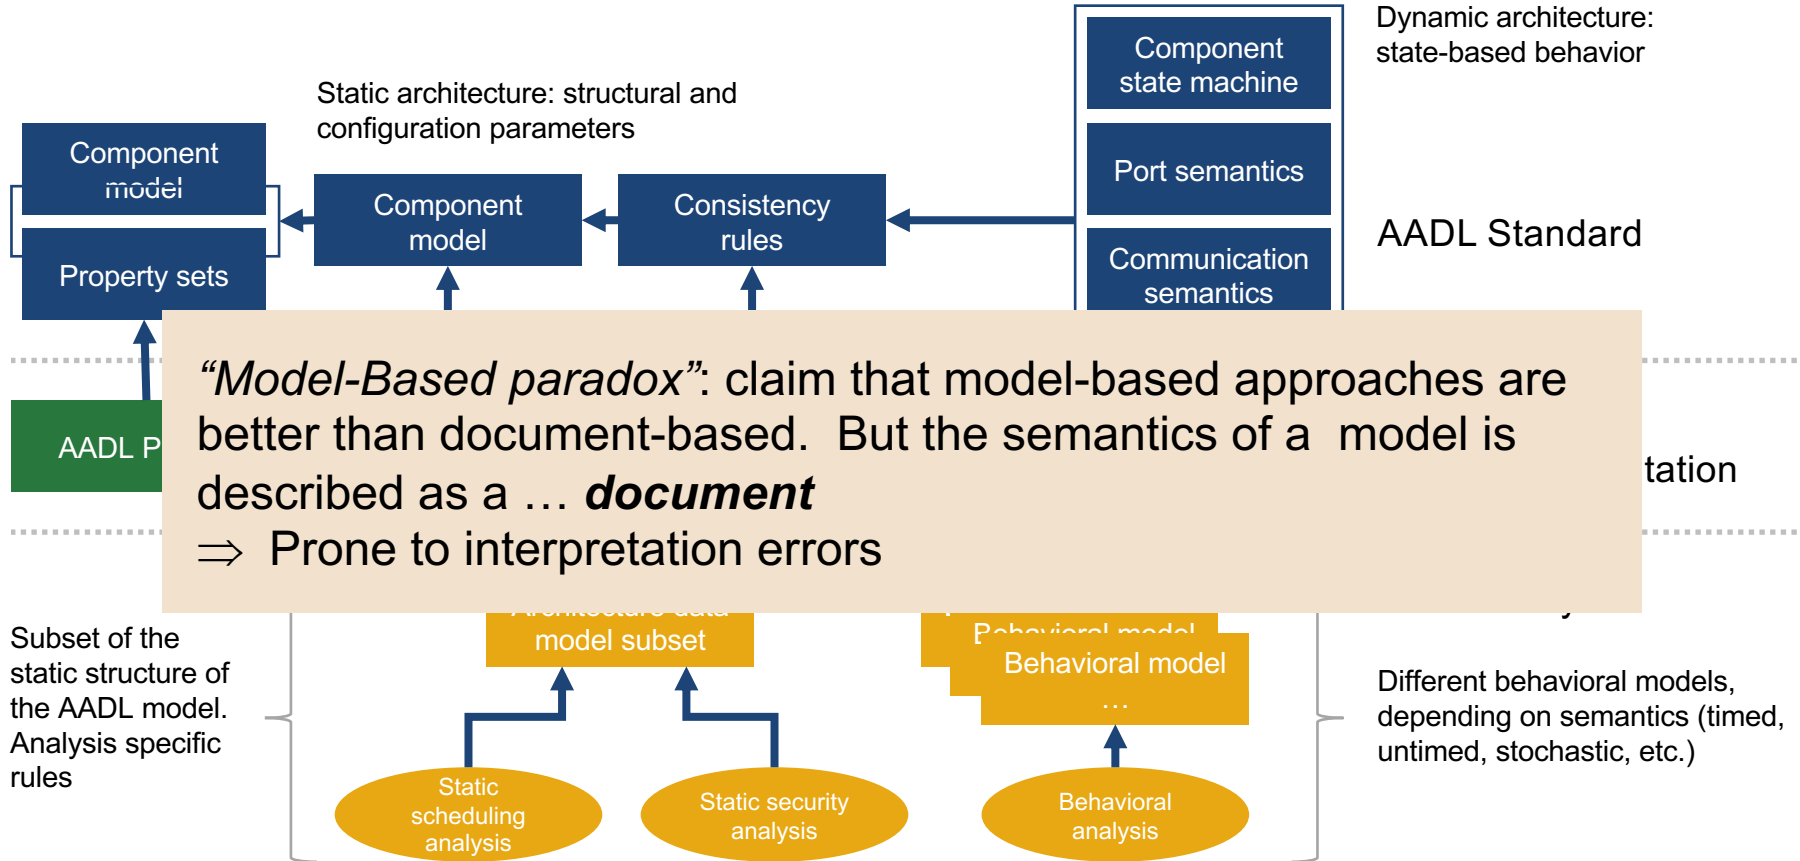 Dynamic architecture:
state-based behavior
Component
state machine
Static architecture: structural and
configuration parameters
Component
model
Port semantics
Component
model
Consistency
rules
AADL Standard
Property sets
Communication
semantics
“Model-Based paradox”: claim that model-based approaches are
better than document-based.  But the semantics of a  model is
described as a … document
⇒ Prone to interpretation errors
AADL P
tation
model subset
Behavioral model
Behavioral model
…
Subset of the
static structure of
the AADL model.
Analysis specific
rules
Different behavioral models,
depending on semantics (timed,
untimed, stochastic, etc.)
Static
scheduling
analysis
Static security
analysis
Behavioral
analysis